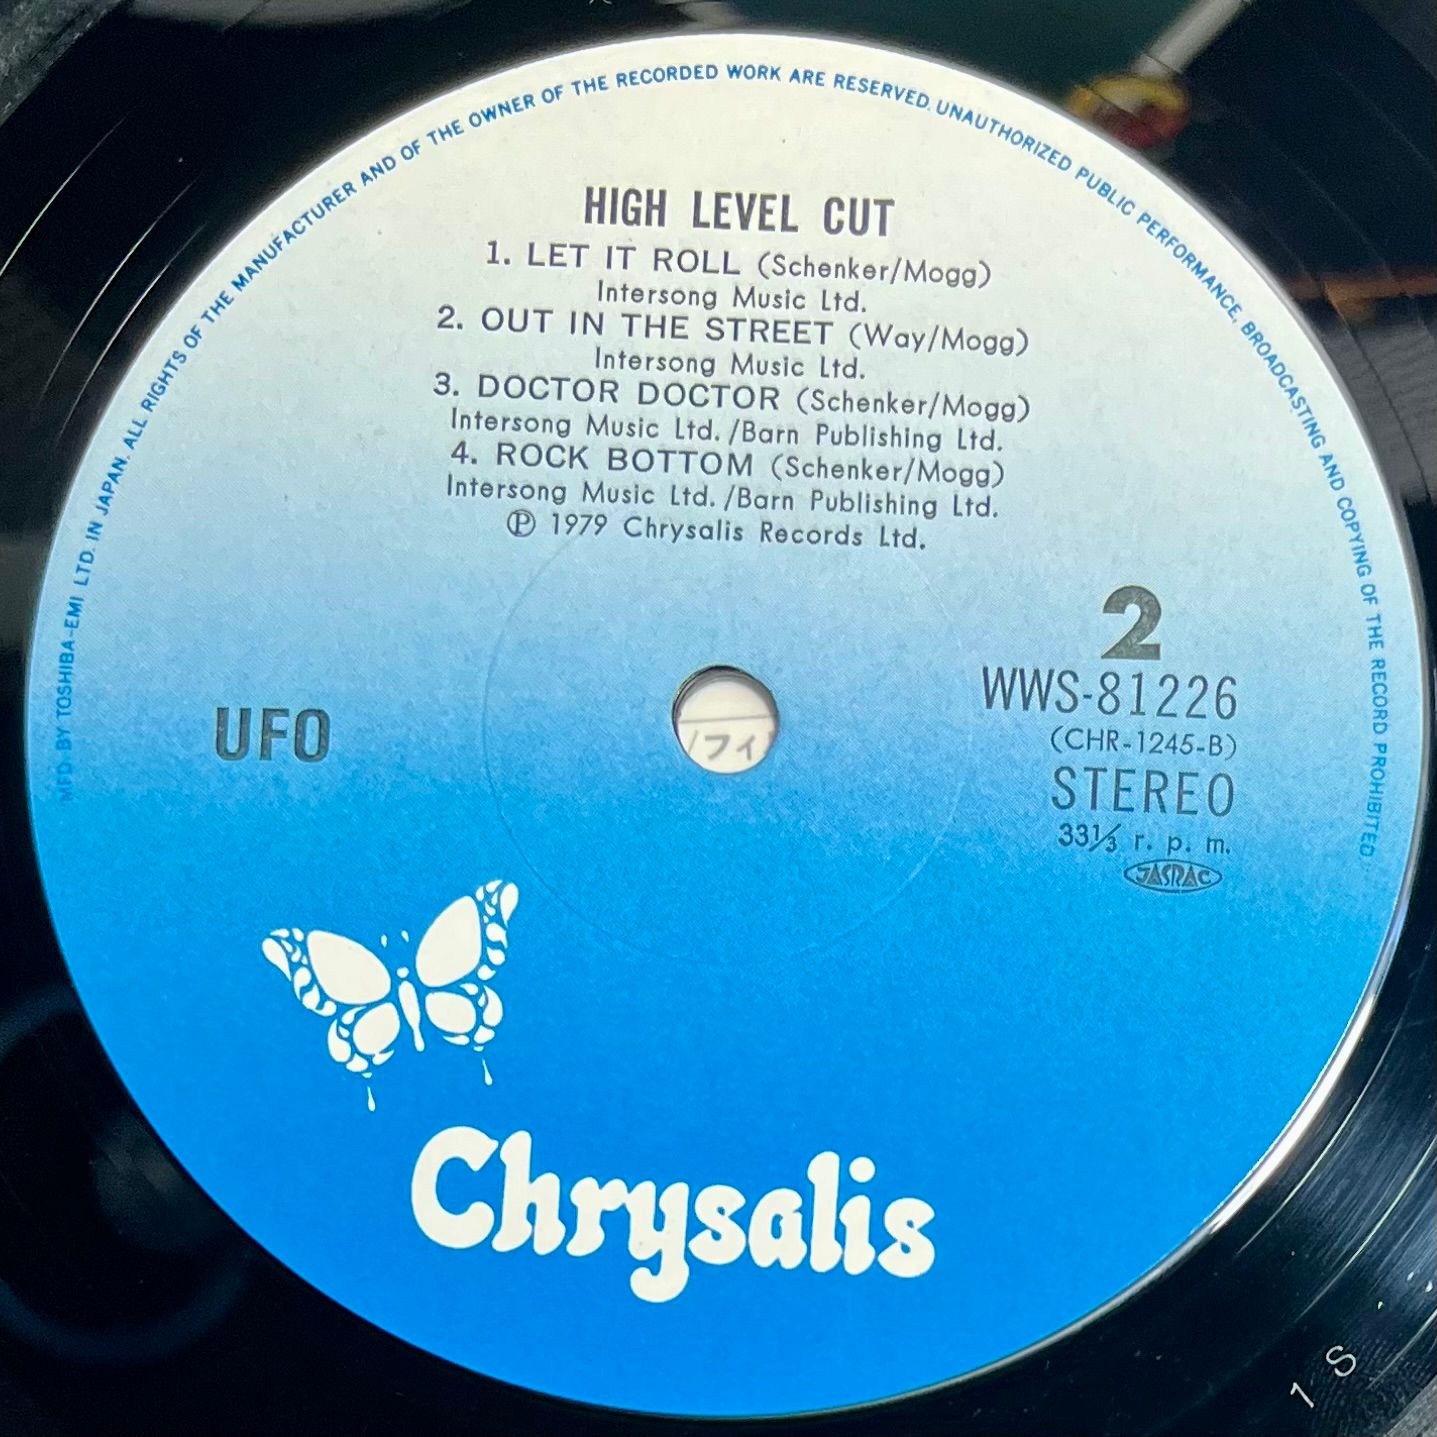 MFD BY TOSHIBA-EMI LTD. IN JAPAN. ALL RIGHTS OF THE MANUFACTURER AND OF THE OWNER OF THE RECORDED WORK ARE RESERVED. UNAUTHORIZED PUBLIC PERFORMANCE, BROADCASTING AND COPYING OF THE RECORD PROHIBITED.
HIGH LEVEL CUT
1. LET IT ROLL (Schenker/Mogg)
Intersong Music Ltd.
2. OUT IN THE STREET (Way/Mogg)
Intersong Music Ltd.
3. DOCTOR DOCTOR (Schenker/Mogg)
Intersong Music Ltd./Barn Publishing Ltd.
4. ROCK BOTTOM (Schenker/Mogg)
Intersong Music Ltd./Barn Publishing Ltd.
Ⓟ 1979 Chrysalis Records Ltd.
UFO
2
WWS-81226
(CHR-1245-B)
STEREO
33⅓ r. p. m.
JASRAC
フィ
Chrysalis
1 S